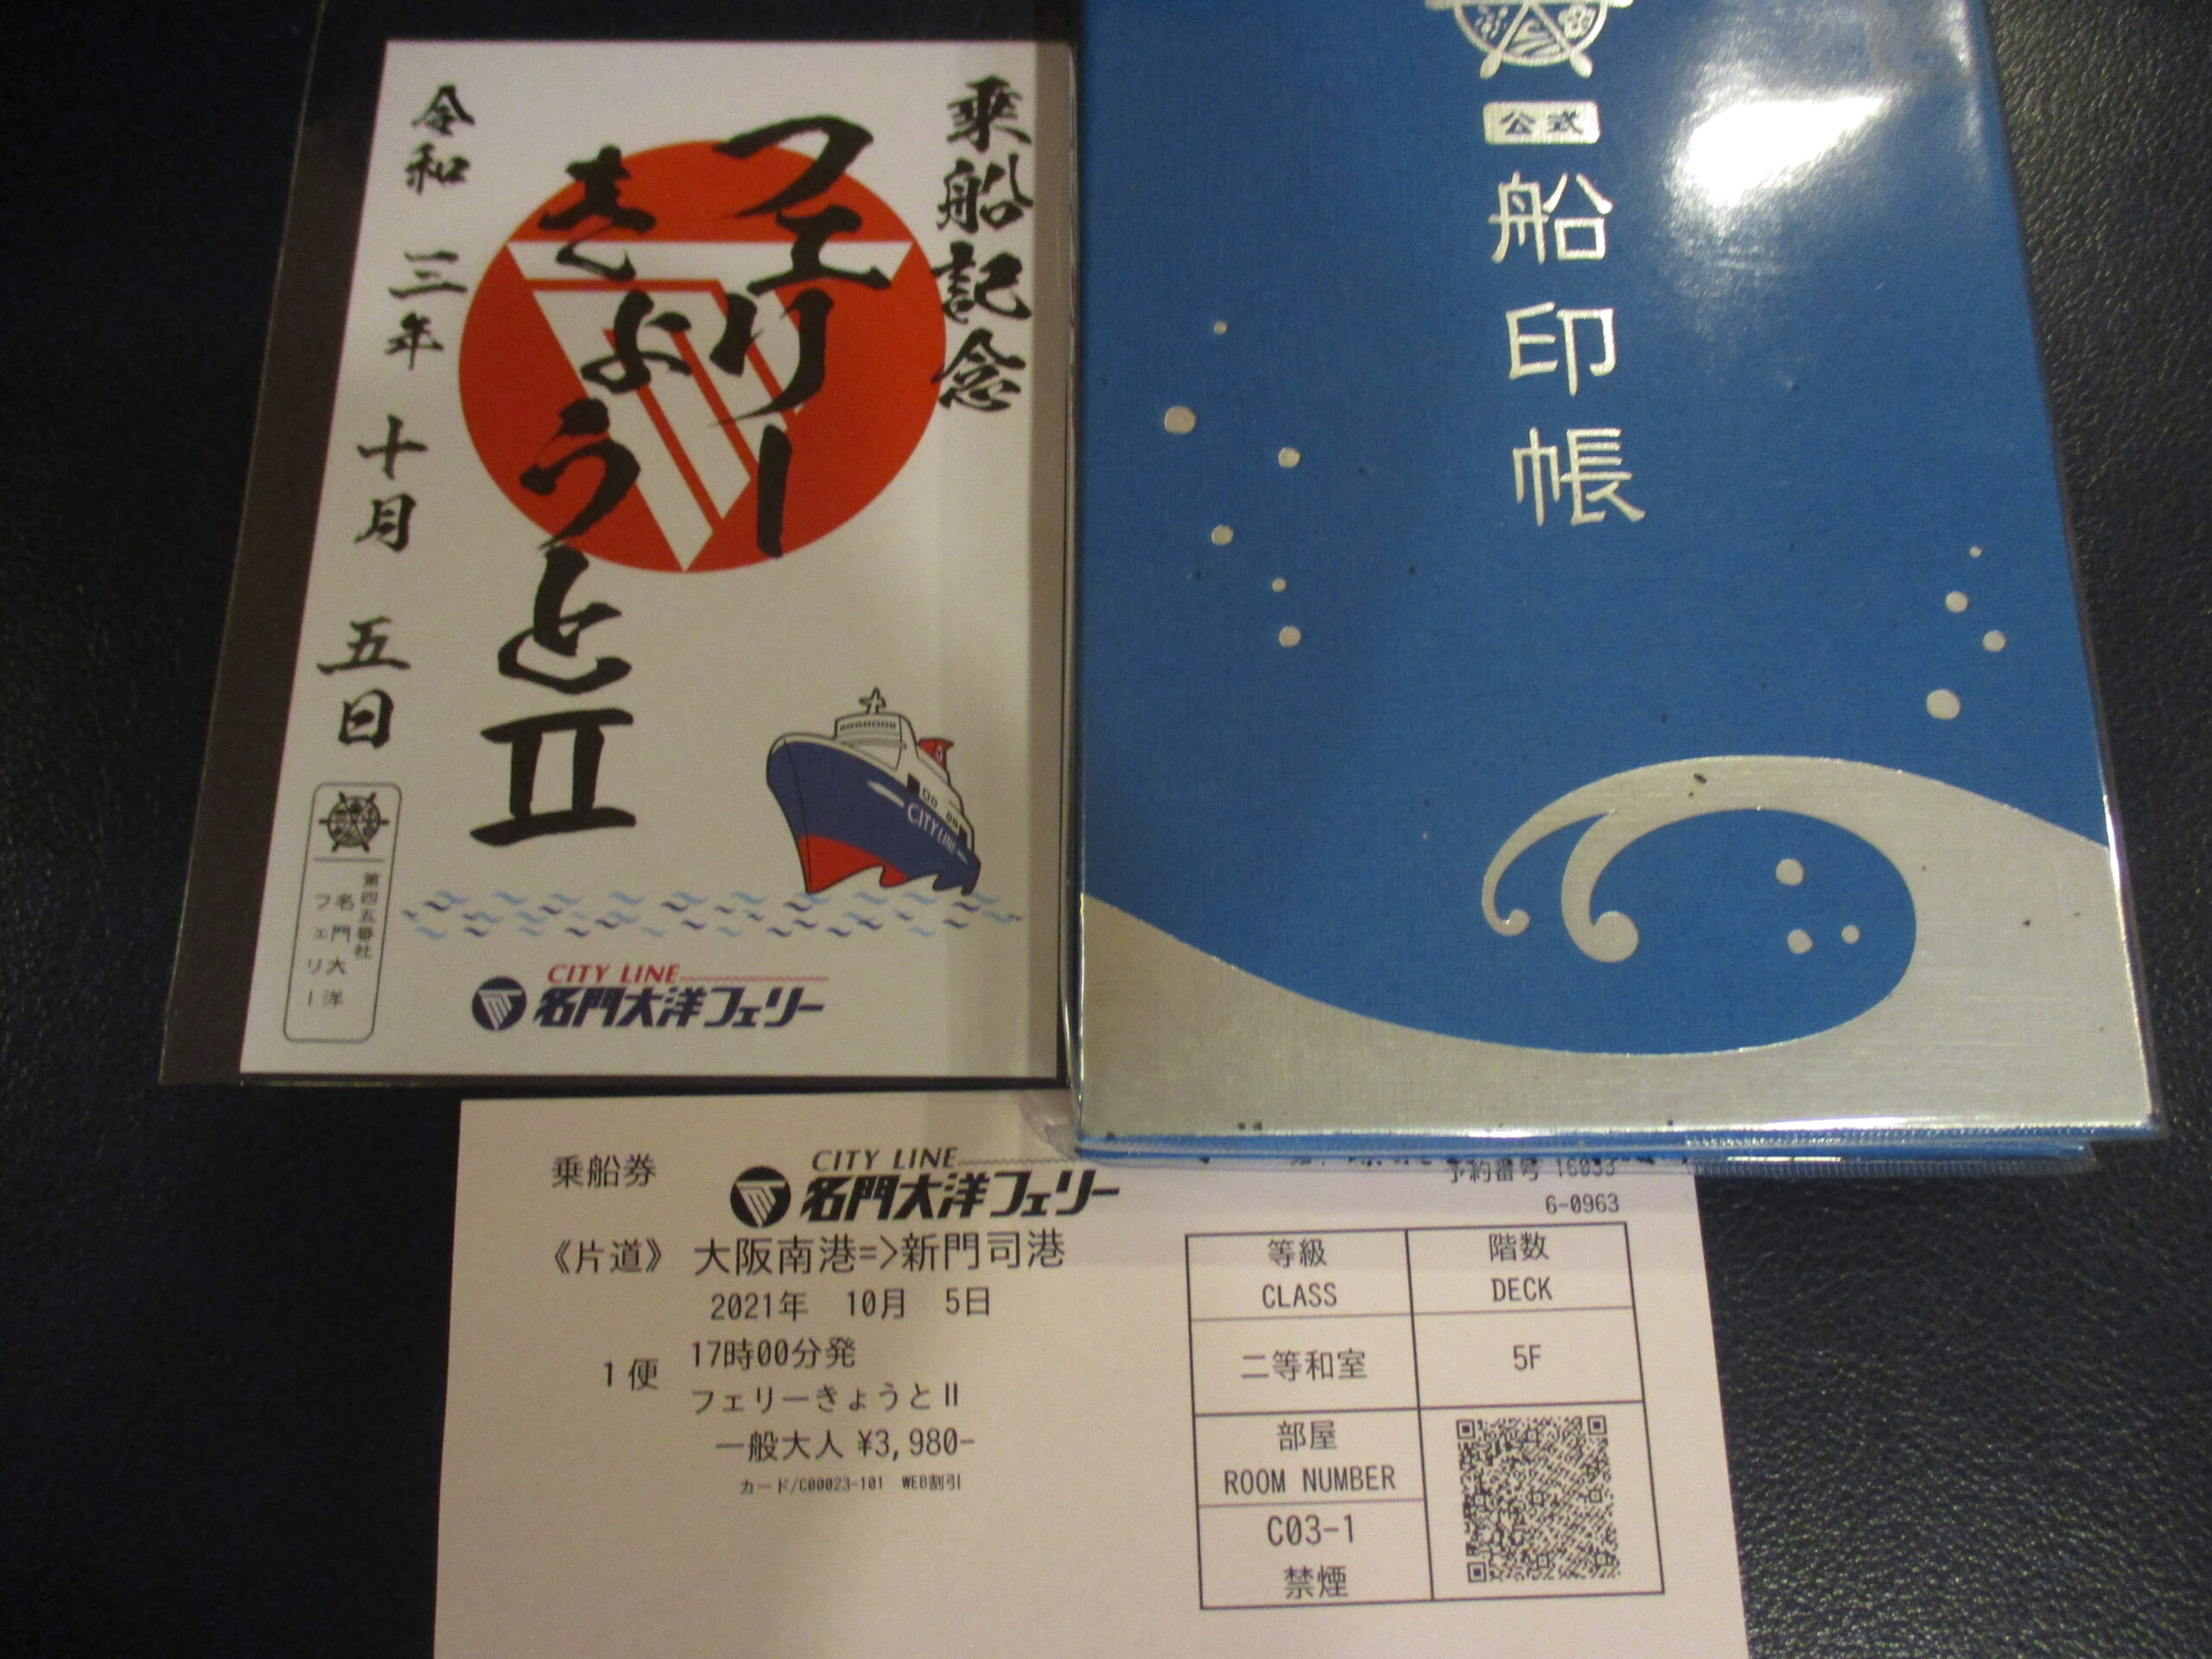 乗船記念
フェリー
きょうとⅡ
令和三年十月五日
第四五番社
名門大洋
フェリー
CITY LINE
CITY LINE
名門大洋フェリー
公式
船印帳
乗船券
CITY LINE
名門大洋フェリー
予約番号 16033
6-0963
《片道》 大阪南港=>新門司港
2021年 10月 5日
1便 17時00分発
フェリーきょうとⅡ
一般大人 ¥3,980-
カード/C00023-101 WEB割引
等級 階数
CLASS DECK
二等和室 5F
部屋
ROOM NUMBER
C03-1
禁煙